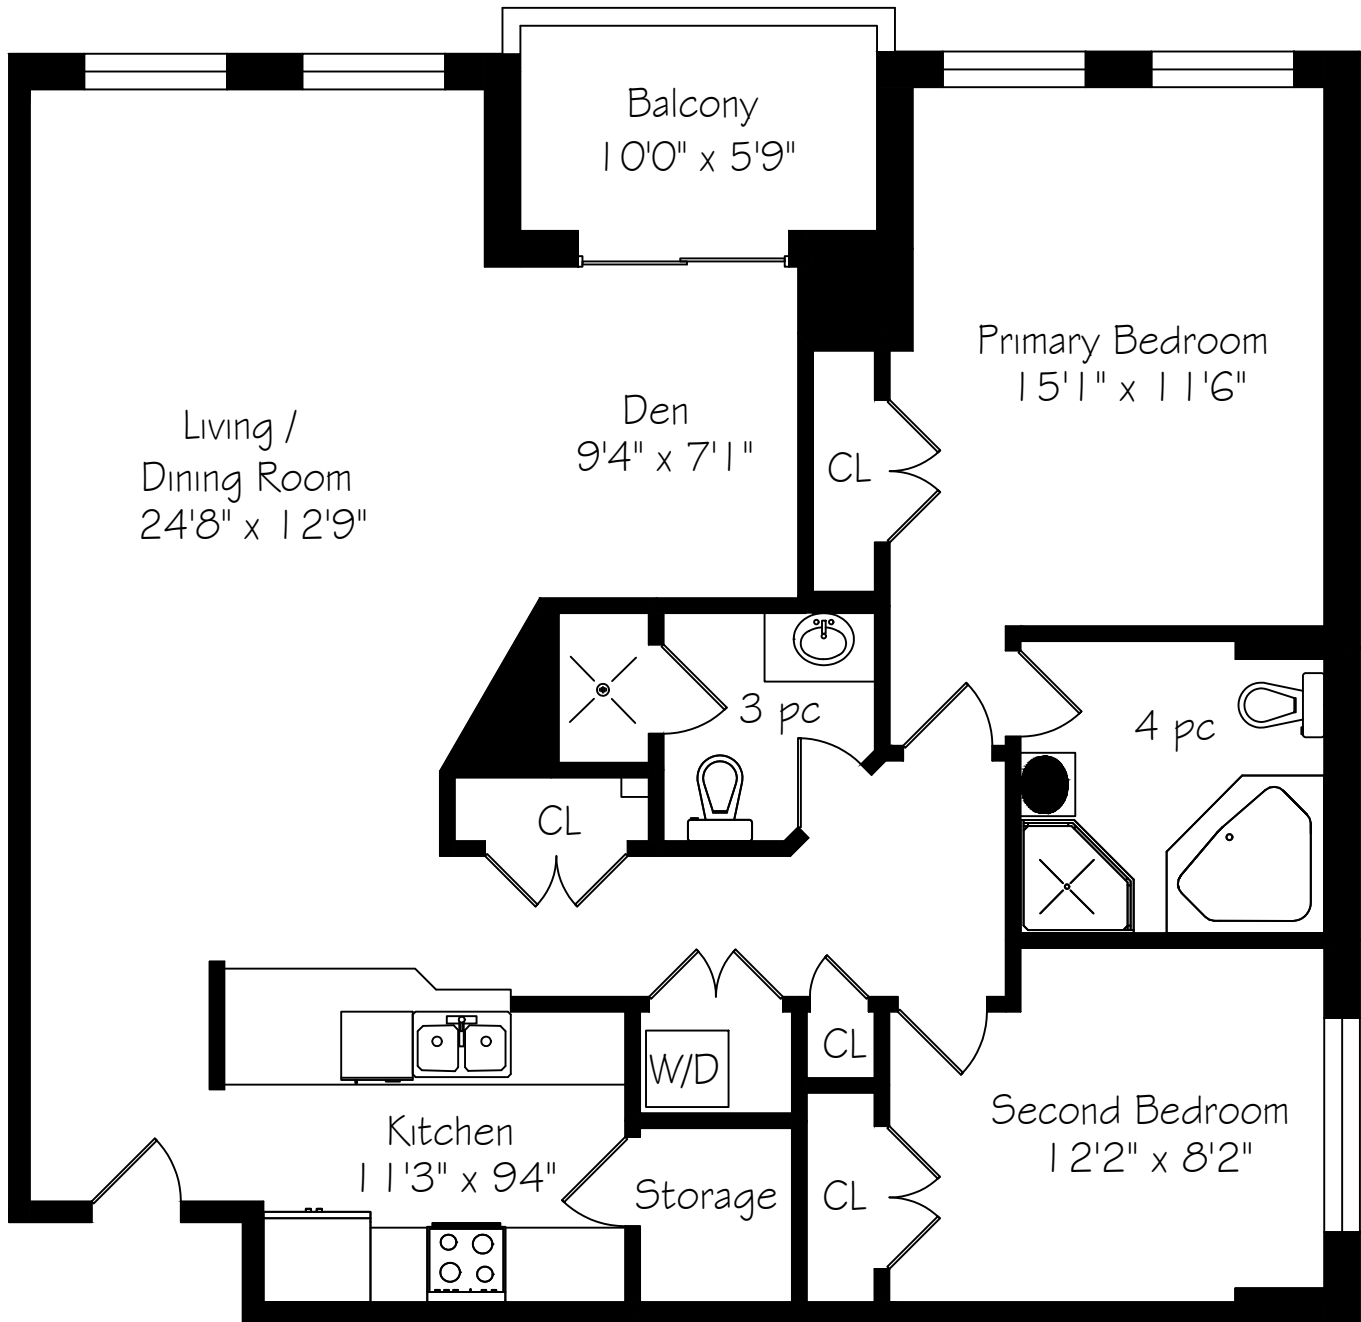 Balcony
10'0" x 5'9"
Primary Bedroom
15'1" x 11'6"
Living /
Dining Room
24'8" x 12'9"
Den
9'4" x 7'1"
CL
3 pc
4 pc
CL
CL
W/D
Kitchen
11'3" x 94"
Storage
CL
Second Bedroom
12'2" x 8'2"